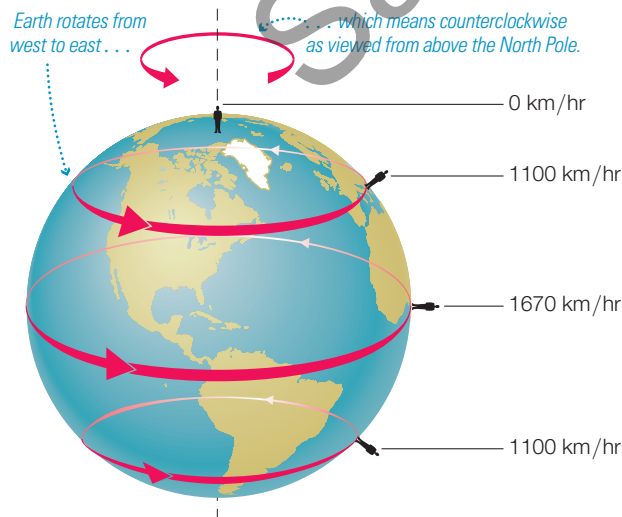 Earth rotates from
west to east . . .
. . . which means counterclockwise
as viewed from above the North Pole.
0 km/hr
1100 km/hr
1670 km/hr
1100 km/hr